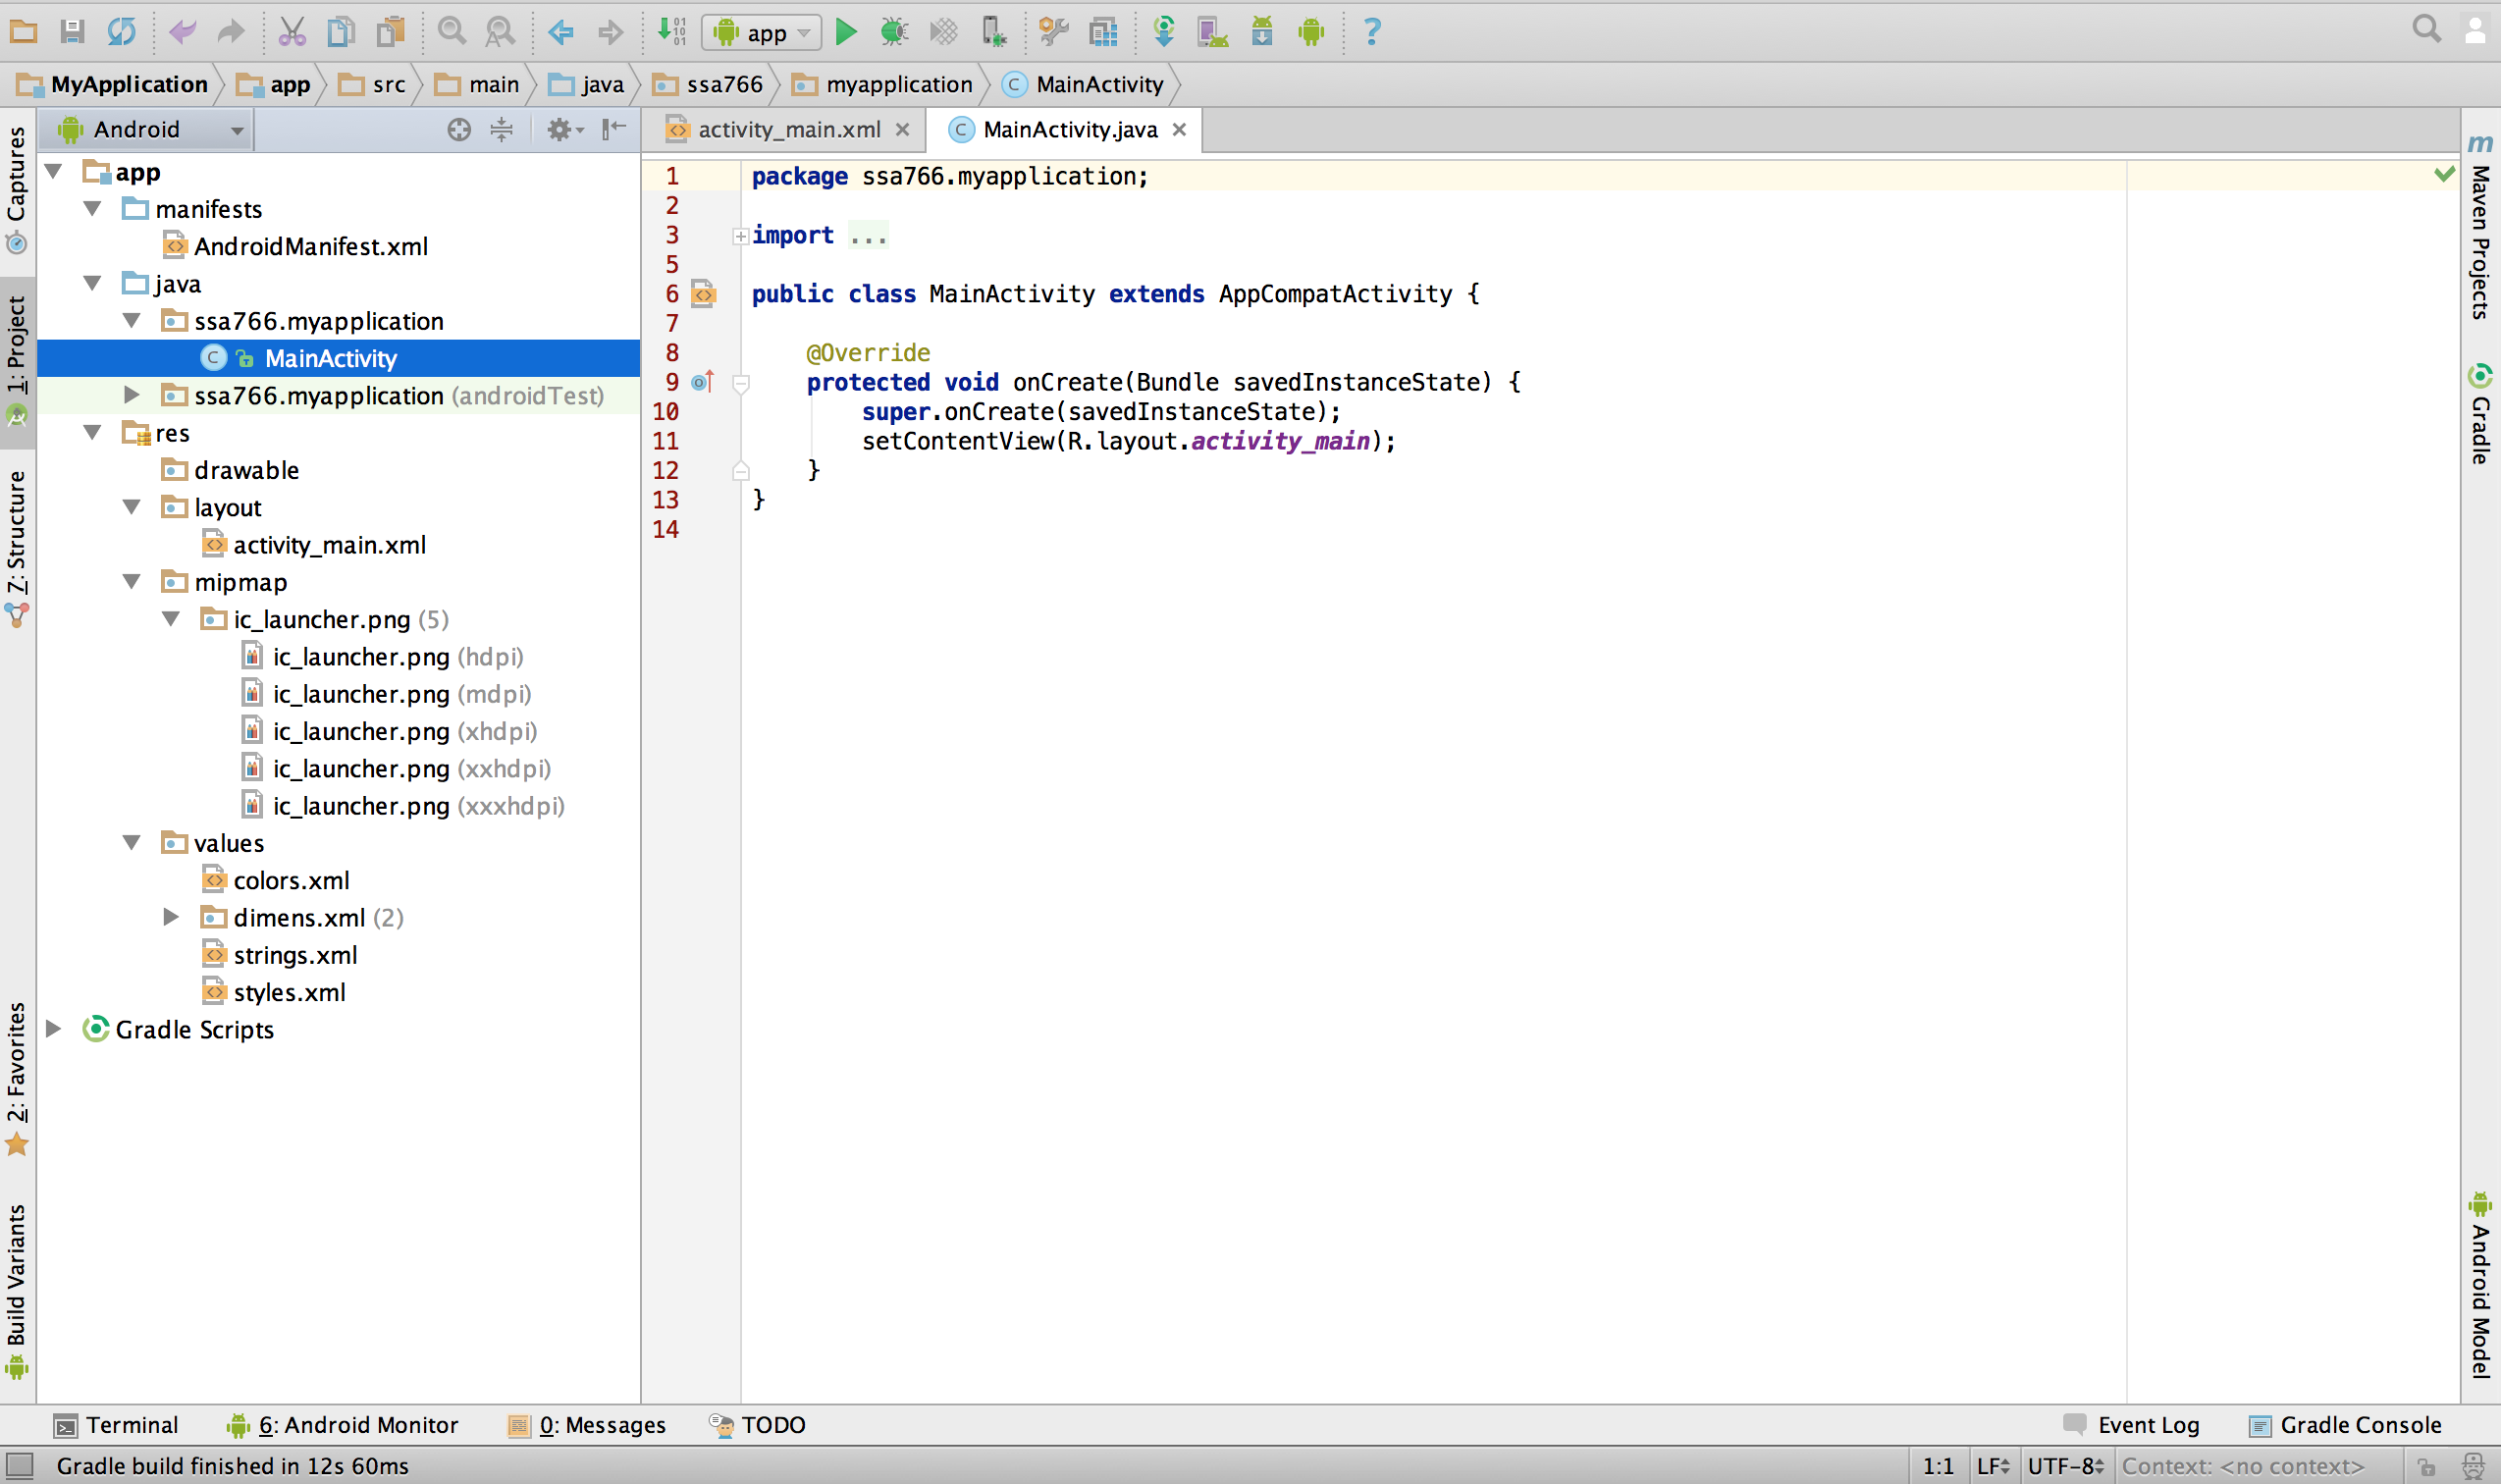 app
MyApplication app src main java ssa766 myapplication MainActivity
Captures
1: Project
7: Structure
2: Favorites
Build Variants
Android
app
manifests
AndroidManifest.xml
java
ssa766.myapplication
MainActivity
ssa766.myapplication (androidTest)
res
drawable
layout
activity_main.xml
mipmap
ic_launcher.png (5)
ic_launcher.png (hdpi)
ic_launcher.png (mdpi)
ic_launcher.png (xhdpi)
ic_launcher.png (xxhdpi)
ic_launcher.png (xxxhdpi)
values
colors.xml
dimens.xml (2)
strings.xml
styles.xml
Gradle Scripts
activity_main.xml MainActivity.java
1 package ssa766.myapplication;
2
3 import ...
5
6 public class MainActivity extends AppCompatActivity {
7
8 @Override
9 protected void onCreate(Bundle savedInstanceState) {
10 super.onCreate(savedInstanceState);
11 setContentView(R.layout.activity_main);
12 }
13 }
14
m Maven Projects
Gradle
Android Model
Terminal 6: Android Monitor 0: Messages TODO Event Log Gradle Console
Gradle build finished in 12s 60ms 1:1 LF UTF-8 Context: <no context>